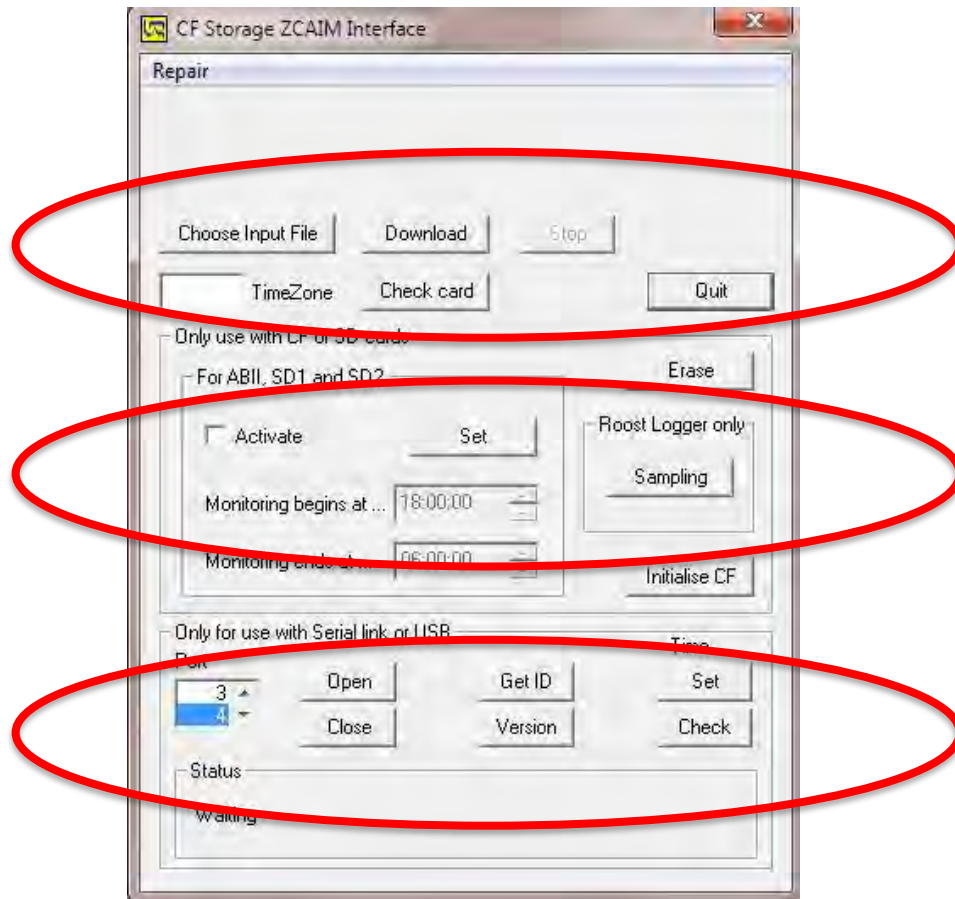 CF Storage ZCAIM Interface
Repair
Choose Input File Download Stop
TimeZone Check card Quit
Only use with CF or SD cards
For ABII, SD1 and SD2 Erase
Activate Set Roost Logger only
Sampling
Monitoring begins at ... 18:00:00
Monitoring ends at ... 06:00:00
Initialise CF
Only for use with Serial link or USB
Port Time
3 Open Get ID Set
4 Close Version Check
Status
Waiting